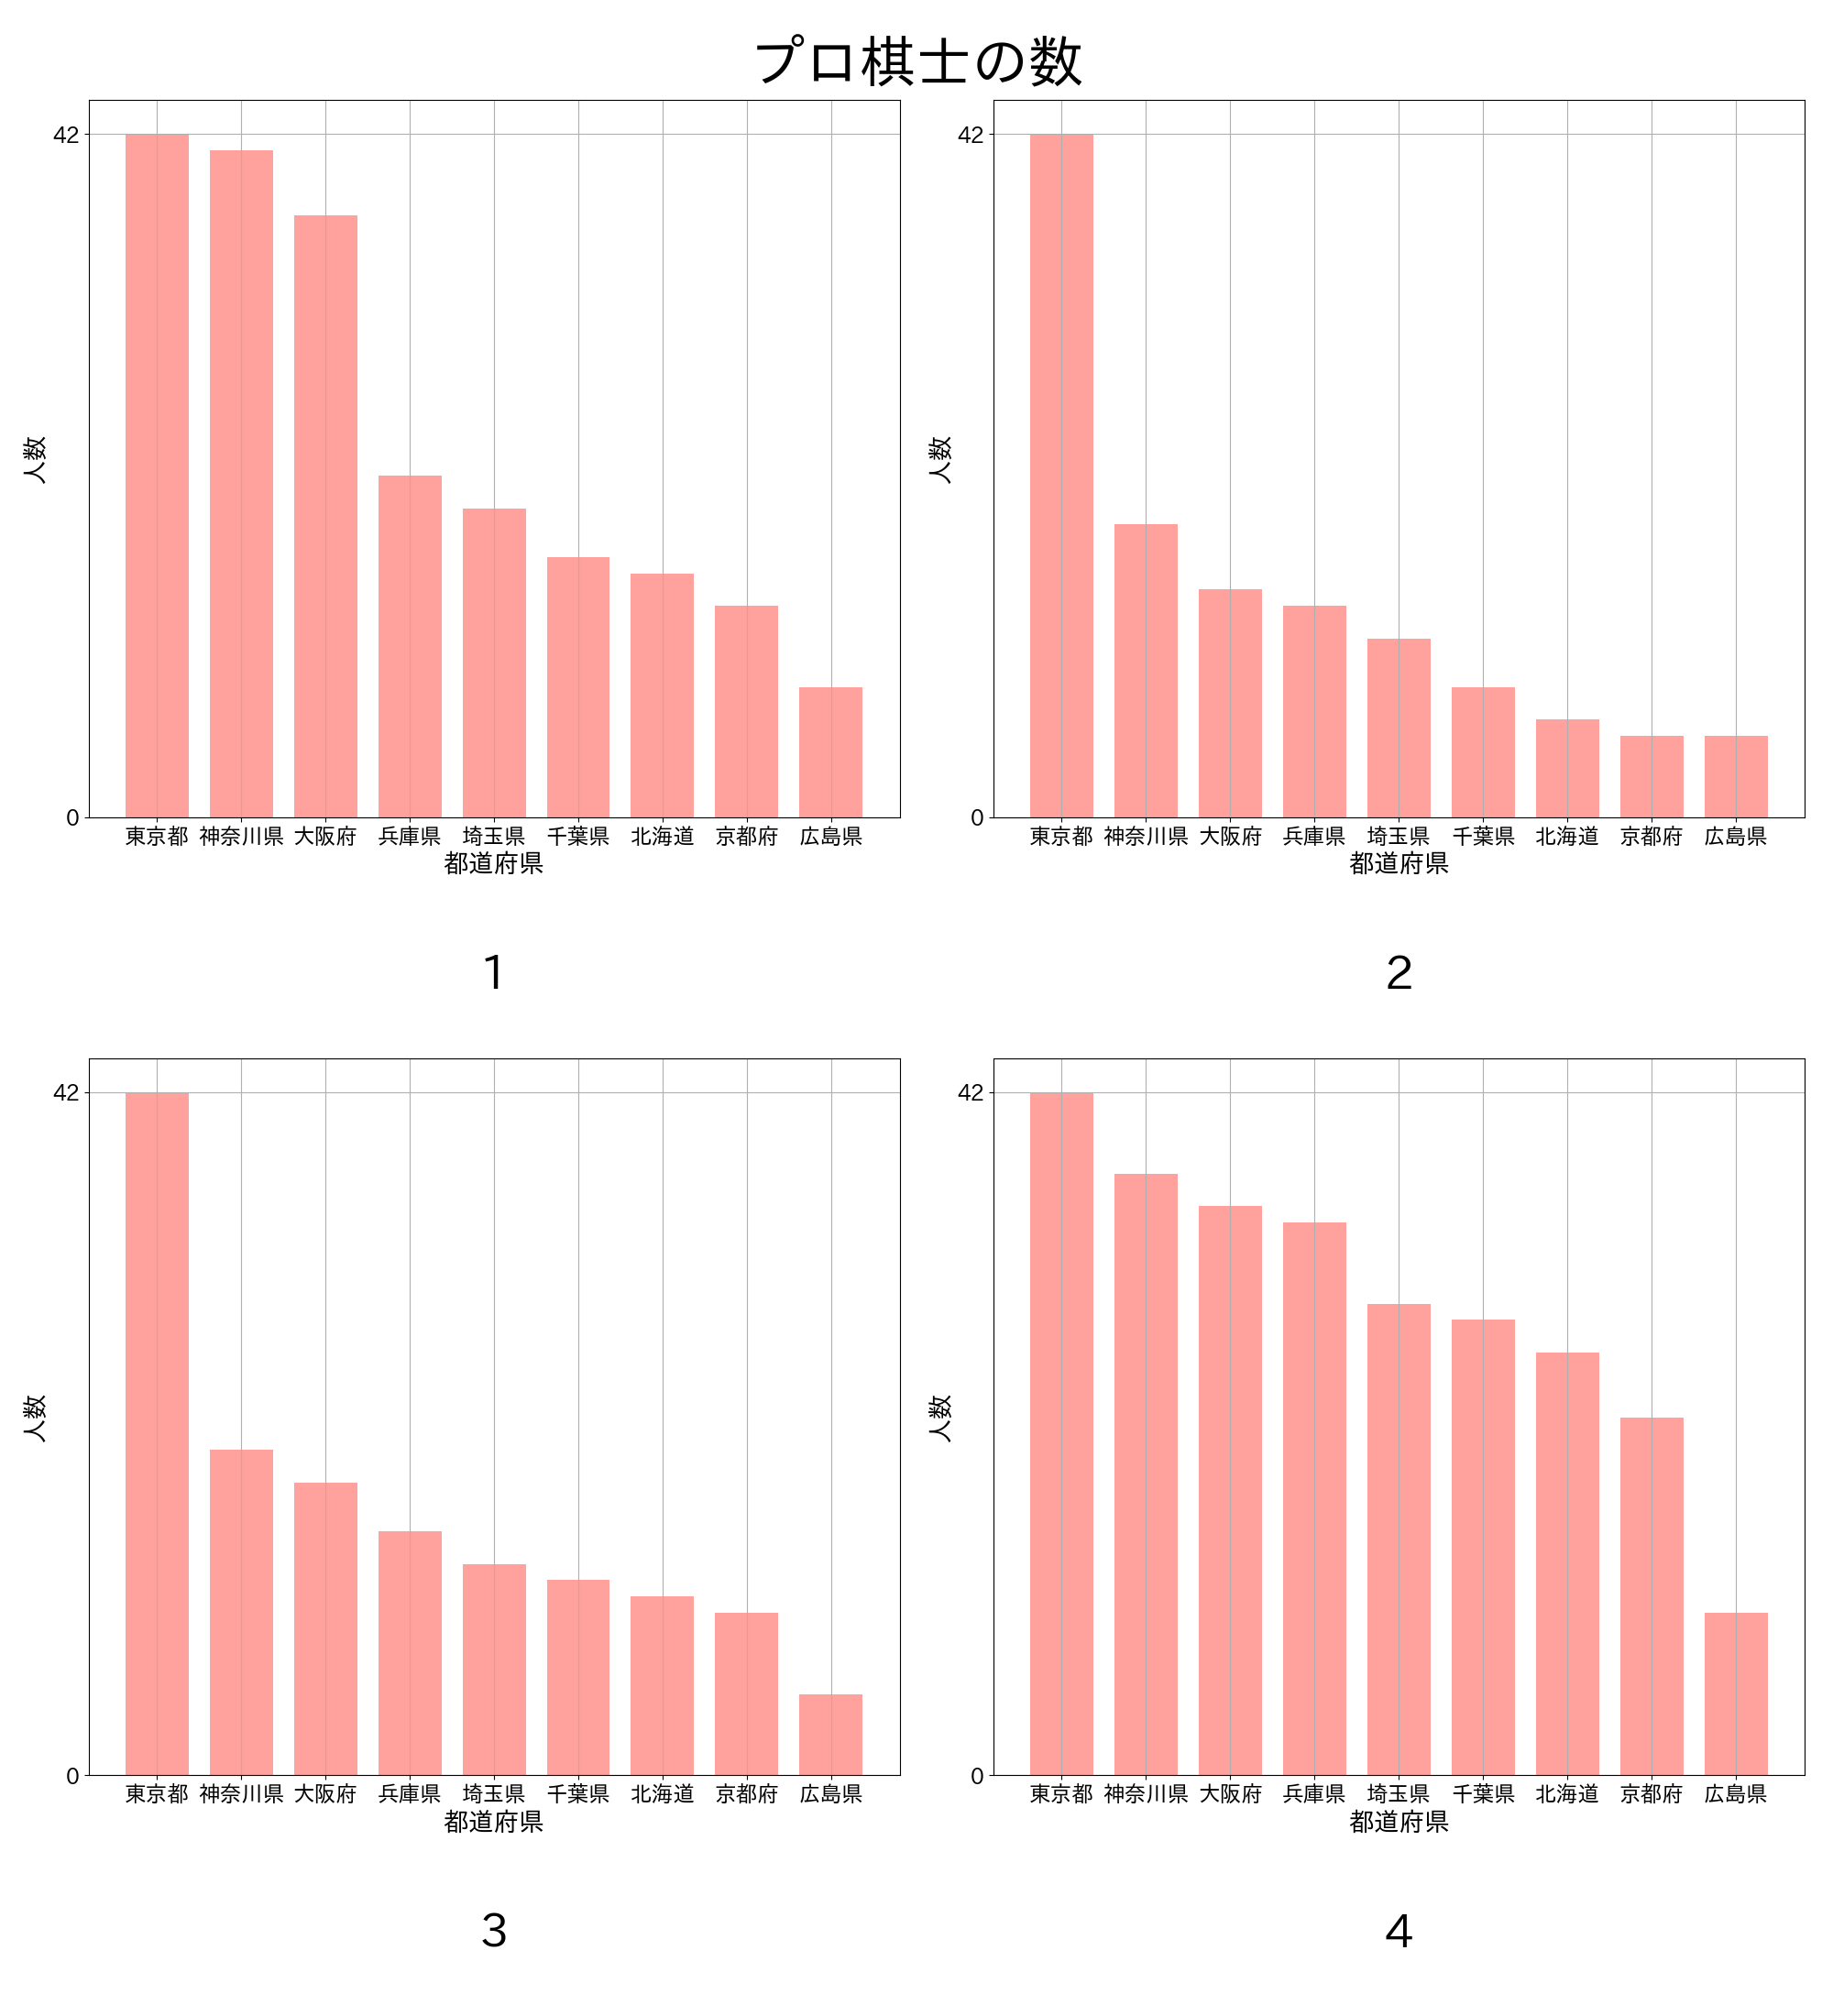 プロ棋士の数
42
0
人数
東京都 神奈川県 大阪府 兵庫県 埼玉県 千葉県 北海道 京都府 広島県
都道府県
1
42
0
人数
東京都 神奈川県 大阪府 兵庫県 埼玉県 千葉県 北海道 京都府 広島県
都道府県
2
42
0
人数
東京都 神奈川県 大阪府 兵庫県 埼玉県 千葉県 北海道 京都府 広島県
都道府県
3
42
0
人数
東京都 神奈川県 大阪府 兵庫県 埼玉県 千葉県 北海道 京都府 広島県
都道府県
4